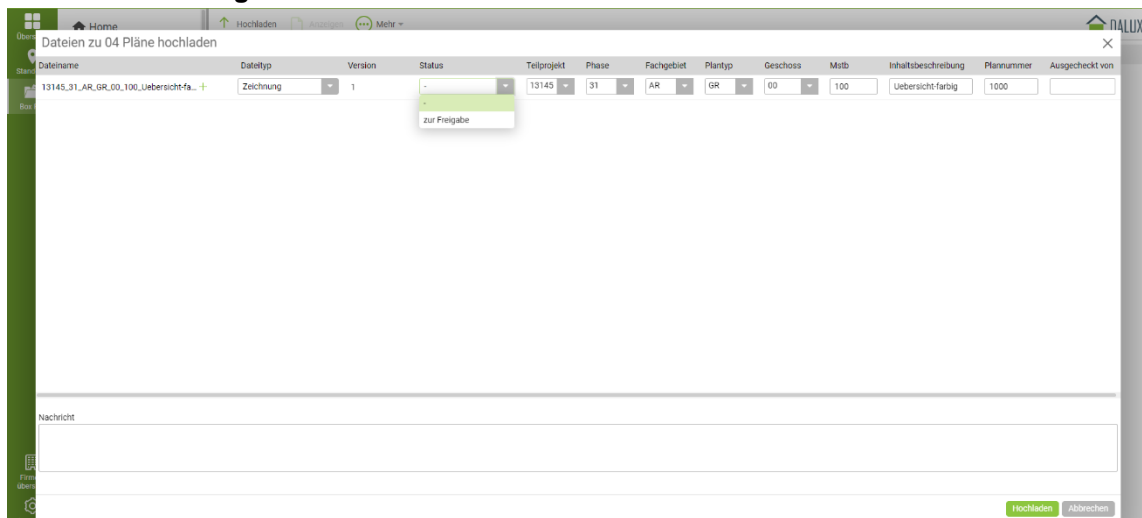 Home
Hochladen Anzeigen Mehr
DALUX
Dateien zu 04 Pläne hochladen
Dateiname Dateityp Version Status Teilprojekt Phase Fachgebiet Plantyp Geschoss Mstb Inhaltsbeschreibung Plannummer Ausgecheckt von
13145_31_AR_GR_00_100_Uebersicht-fa... + Zeichnung 1 - 13145 31 AR GR 00 100 Uebersicht-farbig 1000
-
zur Freigabe
Nachricht
Hochladen Abbrechen